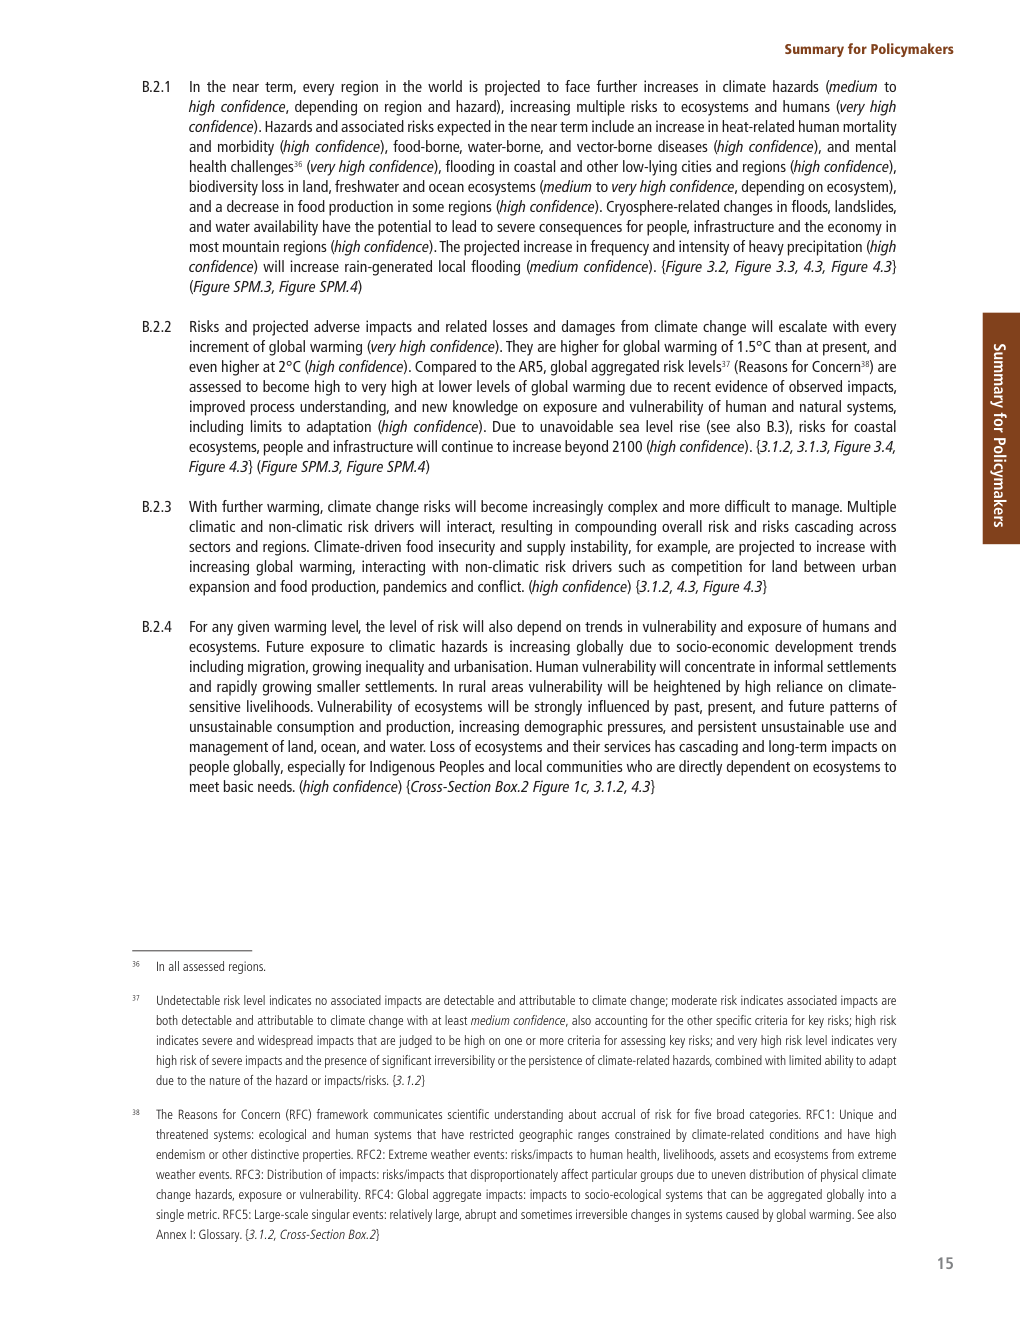 Summary for Policymakers
B.2.1 In the near term, every region in the world is projected to face further increases in climate hazards (medium to
high confidence, depending on region and hazard), increasing multiple risks to ecosystems and humans (very high
confidence). Hazards and associated risks expected in the near term include an increase in heat-related human mortality
and morbidity (high confidence), food-borne, water-borne, and vector-borne diseases (high confidence), and mental
health challenges36 (very high confidence), flooding in coastal and other low-lying cities and regions (high confidence),
biodiversity loss in land, freshwater and ocean ecosystems (medium to very high confidence, depending on ecosystem),
and a decrease in food production in some regions (high confidence). Cryosphere-related changes in floods, landslides,
and water availability have the potential to lead to severe consequences for people, infrastructure and the economy in
most mountain regions (high confidence). The projected increase in frequency and intensity of heavy precipitation (high
confidence) will increase rain-generated local flooding (medium confidence). {Figure 3.2, Figure 3.3, 4.3, Figure 4.3}
(Figure SPM.3, Figure SPM.4)
B.2.2 Risks and projected adverse impacts and related losses and damages from climate change will escalate with every
increment of global warming (very high confidence). They are higher for global warming of 1.5°C than at present, and
even higher at 2°C (high confidence). Compared to the AR5, global aggregated risk levels37 (Reasons for Concern38) are
assessed to become high to very high at lower levels of global warming due to recent evidence of observed impacts,
improved process understanding, and new knowledge on exposure and vulnerability of human and natural systems,
including limits to adaptation (high confidence). Due to unavoidable sea level rise (see also B.3), risks for coastal
ecosystems, people and infrastructure will continue to increase beyond 2100 (high confidence). {3.1.2, 3.1.3, Figure 3.4,
Figure 4.3} (Figure SPM.3, Figure SPM.4)
B.2.3 With further warming, climate change risks will become increasingly complex and more difficult to manage. Multiple
climatic and non-climatic risk drivers will interact, resulting in compounding overall risk and risks cascading across
sectors and regions. Climate-driven food insecurity and supply instability, for example, are projected to increase with
increasing global warming, interacting with non-climatic risk drivers such as competition for land between urban
expansion and food production, pandemics and conflict. (high confidence) {3.1.2, 4.3, Figure 4.3}
B.2.4 For any given warming level, the level of risk will also depend on trends in vulnerability and exposure of humans and
ecosystems. Future exposure to climatic hazards is increasing globally due to socio-economic development trends
including migration, growing inequality and urbanisation. Human vulnerability will concentrate in informal settlements
and rapidly growing smaller settlements. In rural areas vulnerability will be heightened by high reliance on climate-
sensitive livelihoods. Vulnerability of ecosystems will be strongly influenced by past, present, and future patterns of
unsustainable consumption and production, increasing demographic pressures, and persistent unsustainable use and
management of land, ocean, and water. Loss of ecosystems and their services has cascading and long-term impacts on
people globally, especially for Indigenous Peoples and local communities who are directly dependent on ecosystems to
meet basic needs. (high confidence) {Cross-Section Box.2 Figure 1c, 3.1.2, 4.3}
Summary for Policymakers
36 In all assessed regions.
37 Undetectable risk level indicates no associated impacts are detectable and attributable to climate change; moderate risk indicates associated impacts are
both detectable and attributable to climate change with at least medium confidence, also accounting for the other specific criteria for key risks; high risk
indicates severe and widespread impacts that are judged to be high on one or more criteria for assessing key risks; and very high risk level indicates very
high risk of severe impacts and the presence of significant irreversibility or the persistence of climate-related hazards, combined with limited ability to adapt
due to the nature of the hazard or impacts/risks. {3.1.2}
38 The Reasons for Concern (RFC) framework communicates scientific understanding about accrual of risk for five broad categories. RFC1: Unique and
threatened systems: ecological and human systems that have restricted geographic ranges constrained by climate-related conditions and have high
endemism or other distinctive properties. RFC2: Extreme weather events: risks/impacts to human health, livelihoods, assets and ecosystems from extreme
weather events. RFC3: Distribution of impacts: risks/impacts that disproportionately affect particular groups due to uneven distribution of physical climate
change hazards, exposure or vulnerability. RFC4: Global aggregate impacts: impacts to socio-ecological systems that can be aggregated globally into a
single metric. RFC5: Large-scale singular events: relatively large, abrupt and sometimes irreversible changes in systems caused by global warming. See also
Annex I: Glossary. {3.1.2, Cross-Section Box.2}
15